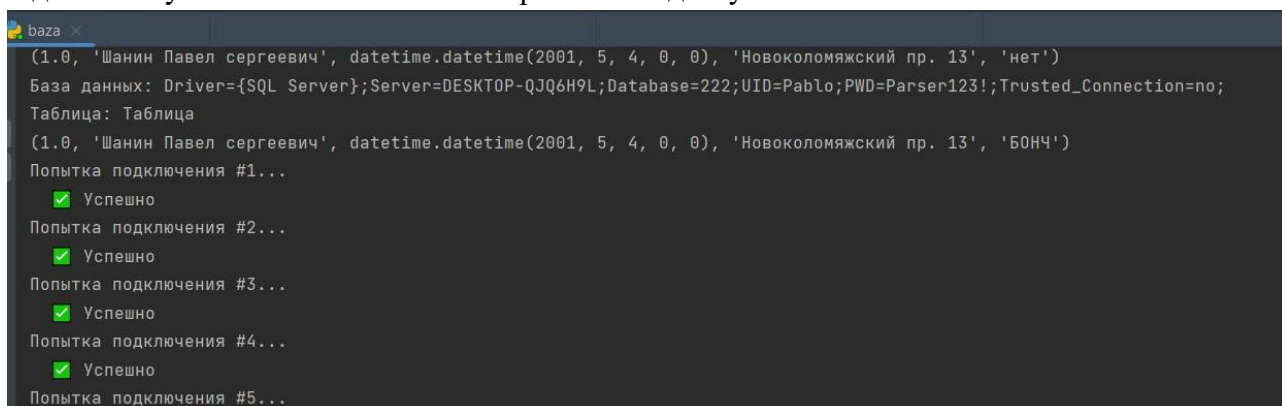 baza
(1.0, 'Шанин Павел сергеевич', datetime.datetime(2001, 5, 4, 0, 0), 'Новоколомяжский пр. 13', 'нет')
База данных: Driver={SQL Server};Server=DESKTOP-QJQ6H9L;Database=222;UID=Pablo;PWD=Parser123!;Trusted_Connection=no;
Таблица: Таблица
(1.0, 'Шанин Павел сергеевич', datetime.datetime(2001, 5, 4, 0, 0), 'Новоколомяжский пр. 13', 'БОНЧ')
Попытка подключения #1...
✅ Успешно
Попытка подключения #2...
✅ Успешно
Попытка подключения #3...
✅ Успешно
Попытка подключения #4...
✅ Успешно
Попытка подключения #5...